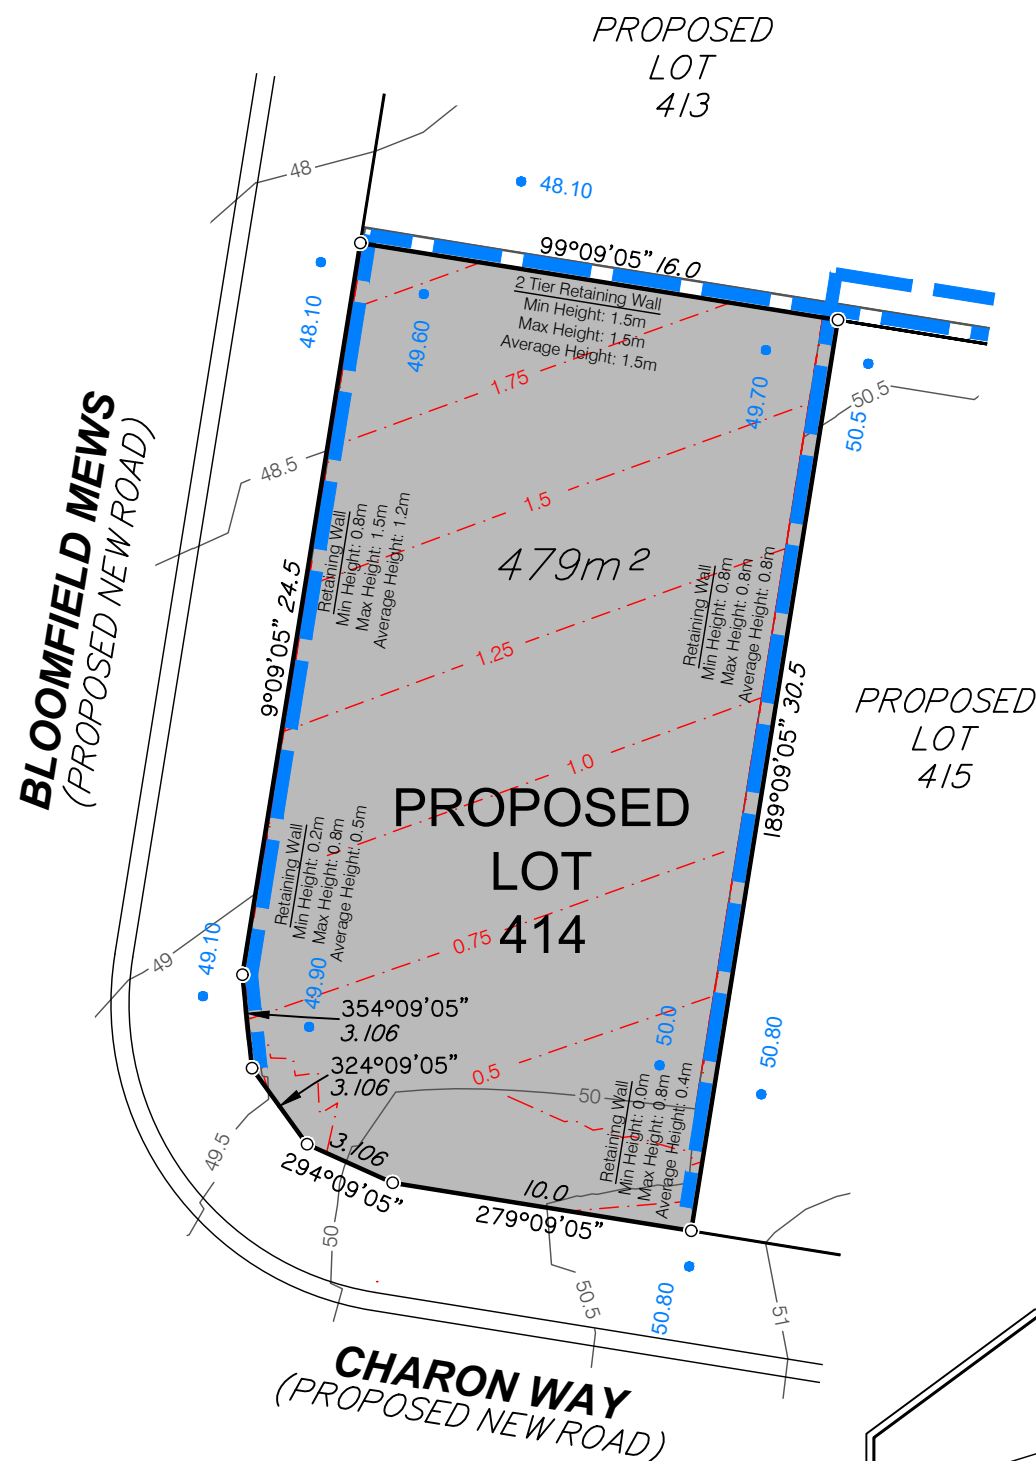 PROPOSED
LOT
413
48
48.10
99°09'05" 16.0
48.10
49.60
2 Tier Retaining Wall
Min Height: 1.5m
Max Height: 1.5m
Average Height: 1.5m
1.75
49.70
50.5
50.5
48.5
1.5
BLOOMFIELD MEWS
(PROPOSED NEW ROAD)
Retaining Wall
Min Height: 0.8m
Max Height: 1.5m
Average Height: 1.2m
479m²
Retaining Wall
Min Height: 0.8m
Max Height: 0.8m
Average Height: 0.8m
9°09'05" 24.5
1.25
189°09'05" 30.5
PROPOSED
LOT
415
1.0
PROPOSED
LOT
414
Retaining Wall
Min Height: 0.2m
Max Height: 0.8m
Average Height: 0.5m
0.75
49
49.10
49.90
354°09'05"
3.106
50.0
50.80
324°09'05"
3.106
0.5
50
Retaining Wall
Min Height: 0.0m
Max Height: 0.8m
Average Height: 0.4m
49.5
3.106
294°09'05"
10.0
279°09'05"
50
50.5
50.80
51
CHARON WAY
(PROPOSED NEW ROAD)